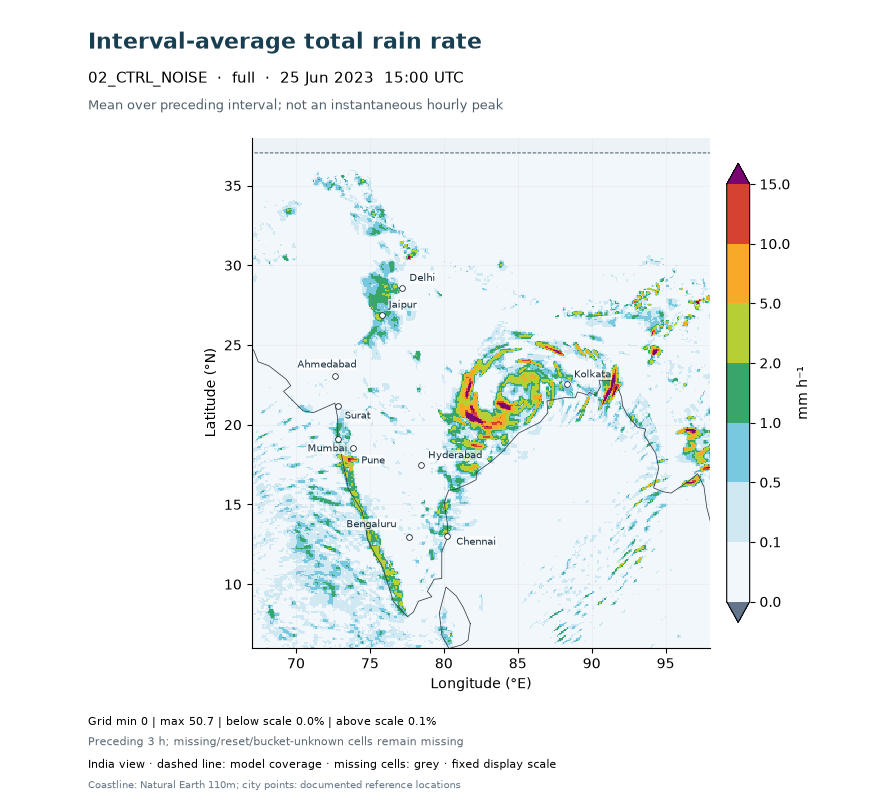 Interval-average total rain rate
02_CTRL_NOISE · full · 25 Jun 2023 15:00 UTC
Mean over preceding interval; not an instantaneous hourly peak
35
30
25
20
15
10
Latitude (°N)
70
75
80
85
90
95
Longitude (°E)
Delhi
Jaipur
Ahmedabad
Kolkata
Surat
Mumbai
Pune
Hyderabad
Bengaluru
Chennai
15.0
10.0
5.0
2.0
1.0
0.5
0.1
0.0
mm h⁻¹
Grid min 0 | max 50.7 | below scale 0.0% | above scale 0.1%
Preceding 3 h; missing/reset/bucket-unknown cells remain missing
India view · dashed line: model coverage · missing cells: grey · fixed display scale
Coastline: Natural Earth 110m; city points: documented reference locations